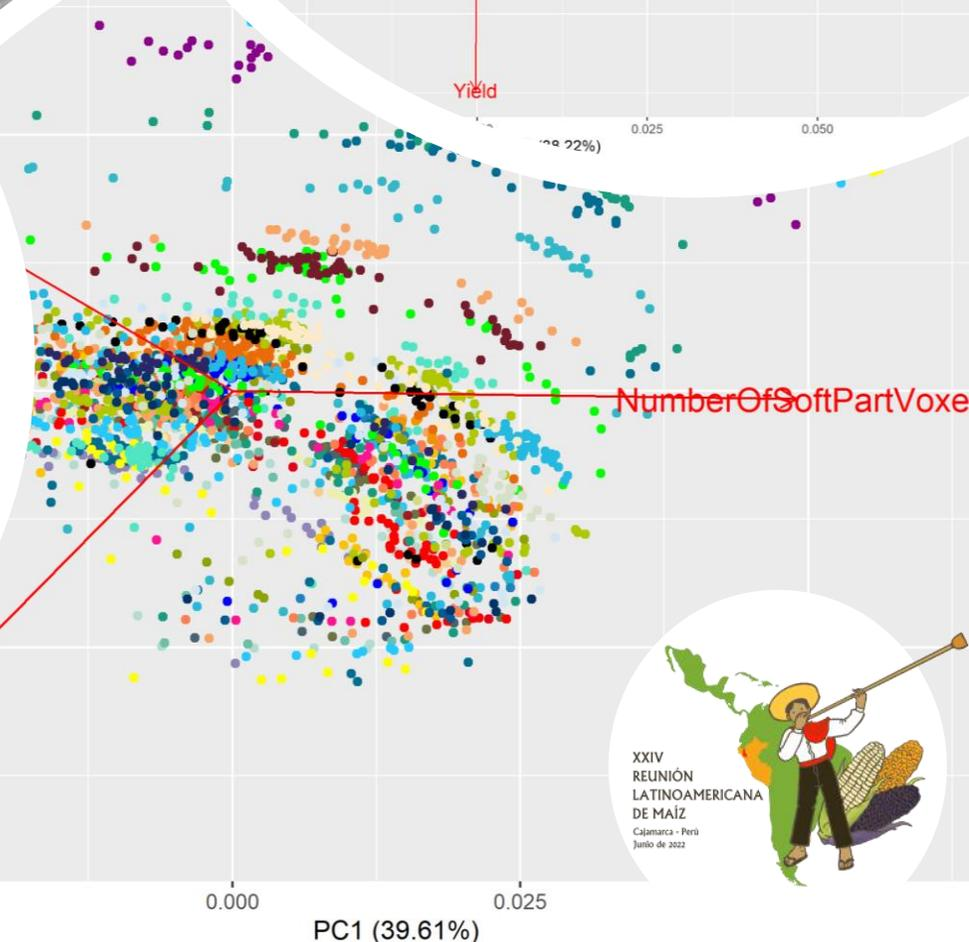 Yield
0.025
0.050
NumberOfSoftPartVoxe
XXIV
REUNIÓN
LATINOAMERICANA
DE MAÍZ
Cajamarca - Perú
Junio de 2022
0.000
0.025
PC1 (39.61%)